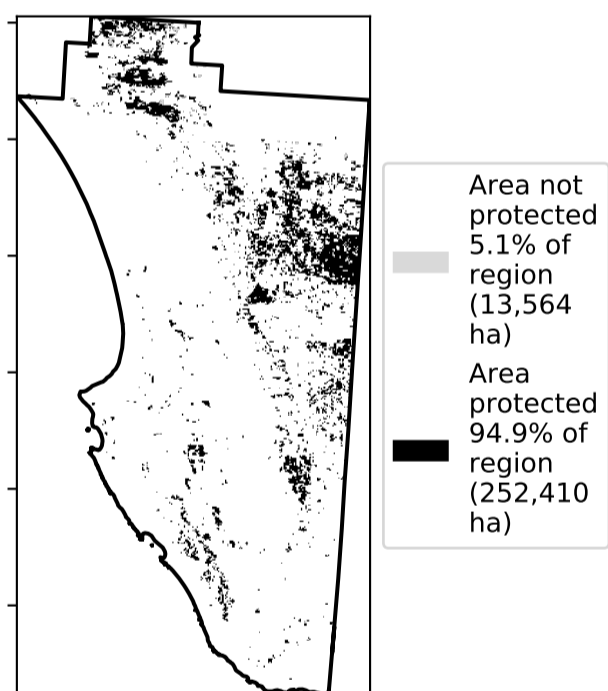 Area not
protected
5.1% of
region
(13,564
ha)
Area
protected
94.9% of
region
(252,410
ha)